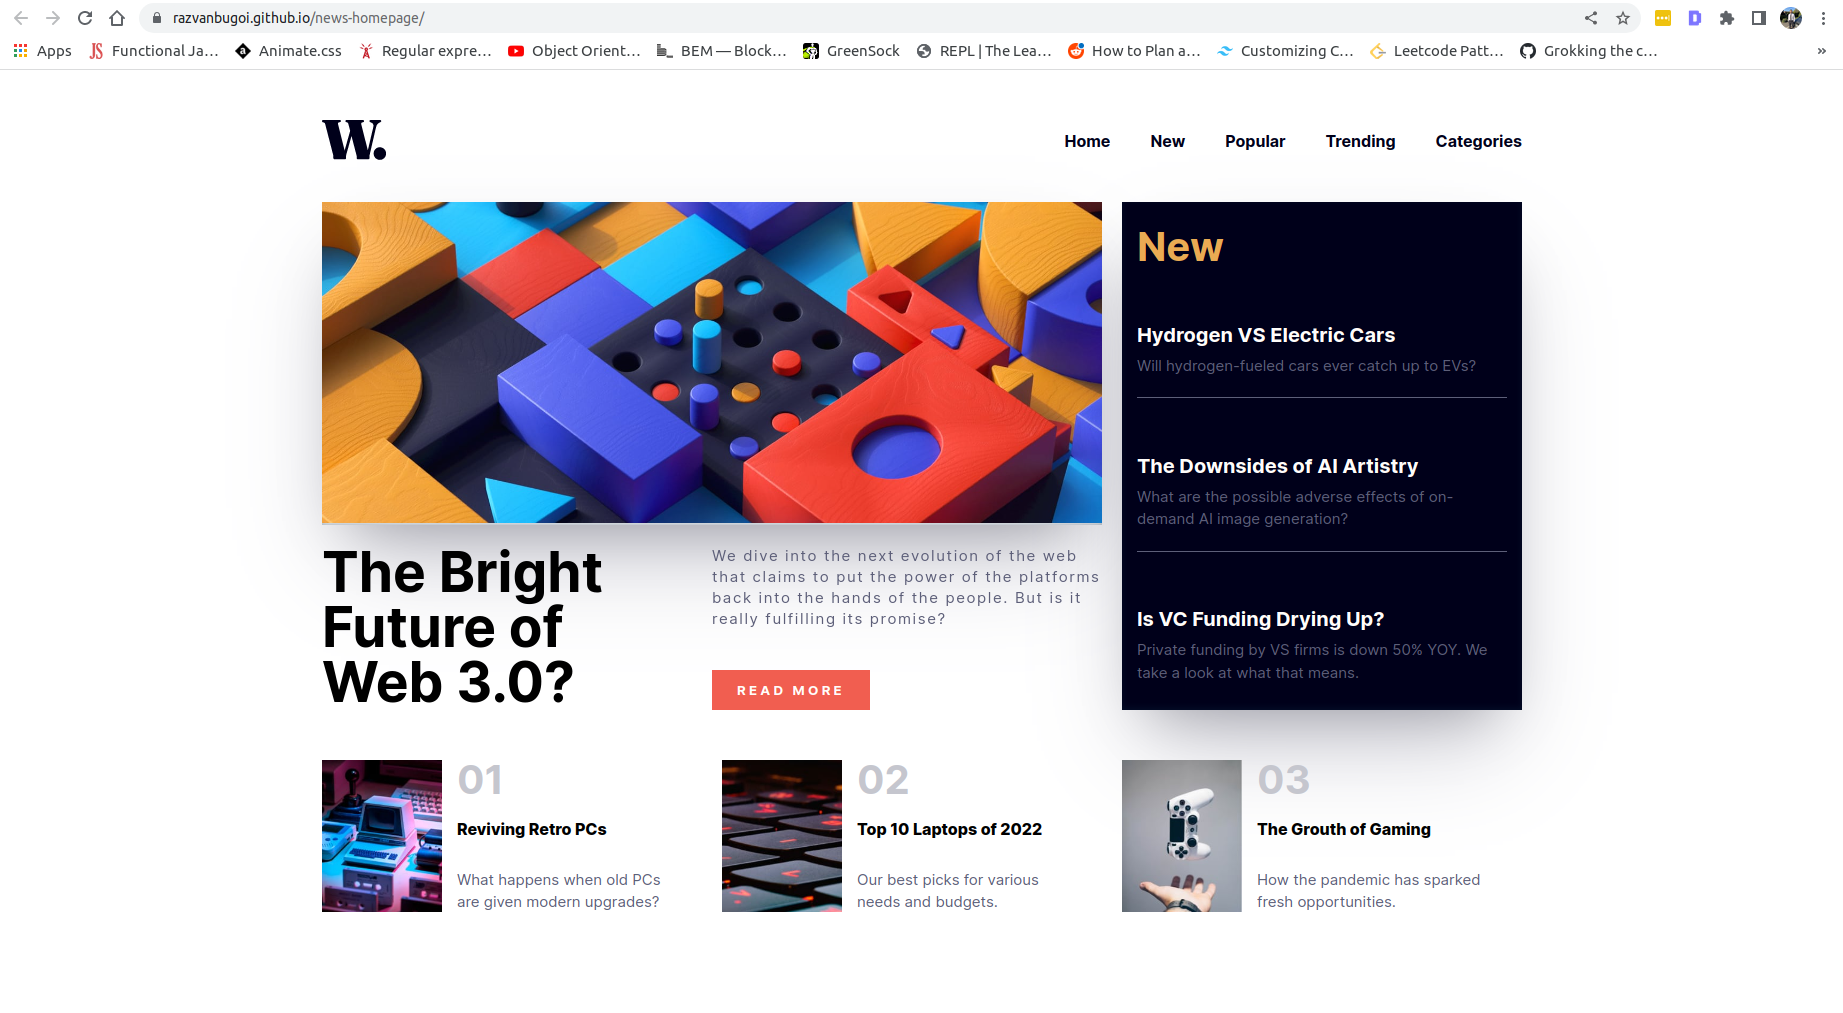 razvanbugoi.github.io/news-homepage/
Apps
Functional Ja...
Animate.css
Regular expre...
Object Orient...
BEM — Block...
GreenSock
REPL | The Lea...
How to Plan a...
Customizing C...
Leetcode Patt...
Grokking the c...
»
W.
Home
New
Popular
Trending
Categories
New
Hydrogen VS Electric Cars
Will hydrogen-fueled cars ever catch up to EVs?
The Downsides of AI Artistry
What are the possible adverse effects of on-
demand AI image generation?
Is VC Funding Drying Up?
Private funding by VS firms is down 50% YOY. We
take a look at what that means.
The Bright
Future of
Web 3.0?
We dive into the next evolution of the web
that claims to put the power of the platforms
back into the hands of the people. But is it
really fulfilling its promise?
READ MORE
01
Reviving Retro PCs
What happens when old PCs
are given modern upgrades?
02
Top 10 Laptops of 2022
Our best picks for various
needs and budgets.
03
The Grouth of Gaming
How the pandemic has sparked
fresh opportunities.